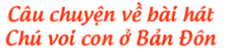 Câu chuyện về bài hát
Chú voi con ở Bản Đôn